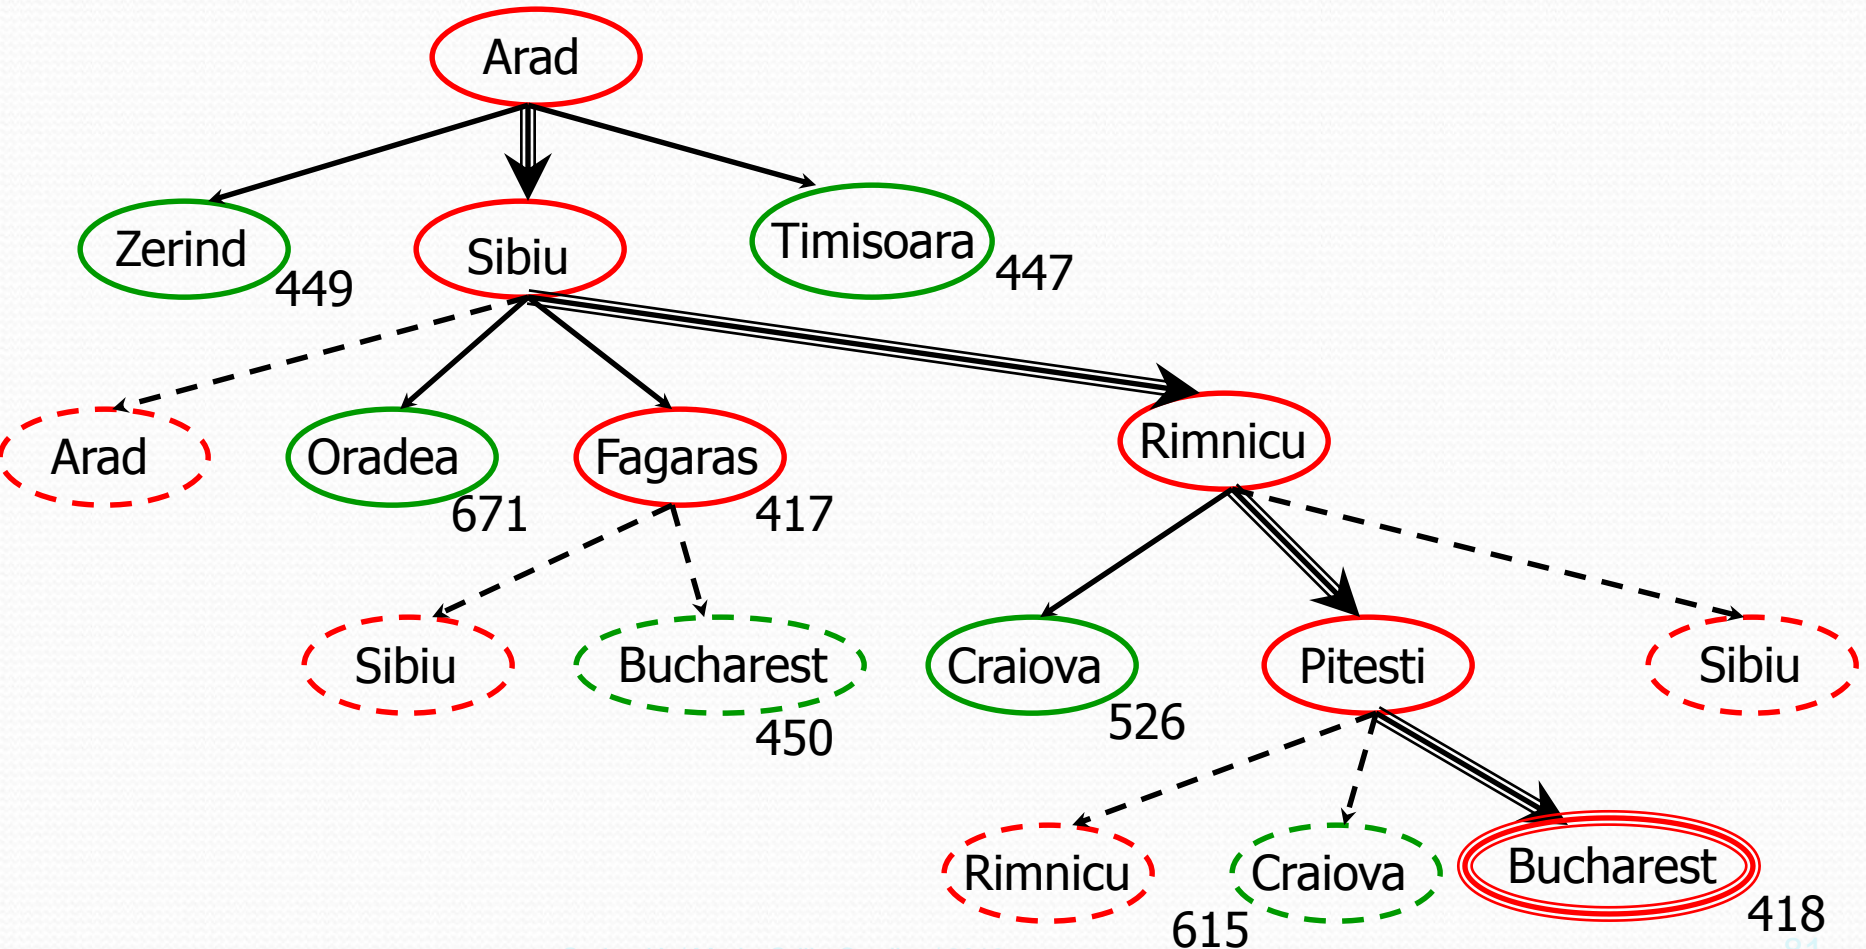 Arad
Zerind
449
Sibiu
Timisoara
447
Arad
Oradea
671
Fagaras
417
Rimnicu
Sibiu
Bucharest
450
Craiova
526
Pitesti
Sibiu
Rimnicu
Craiova
615
Bucharest
418